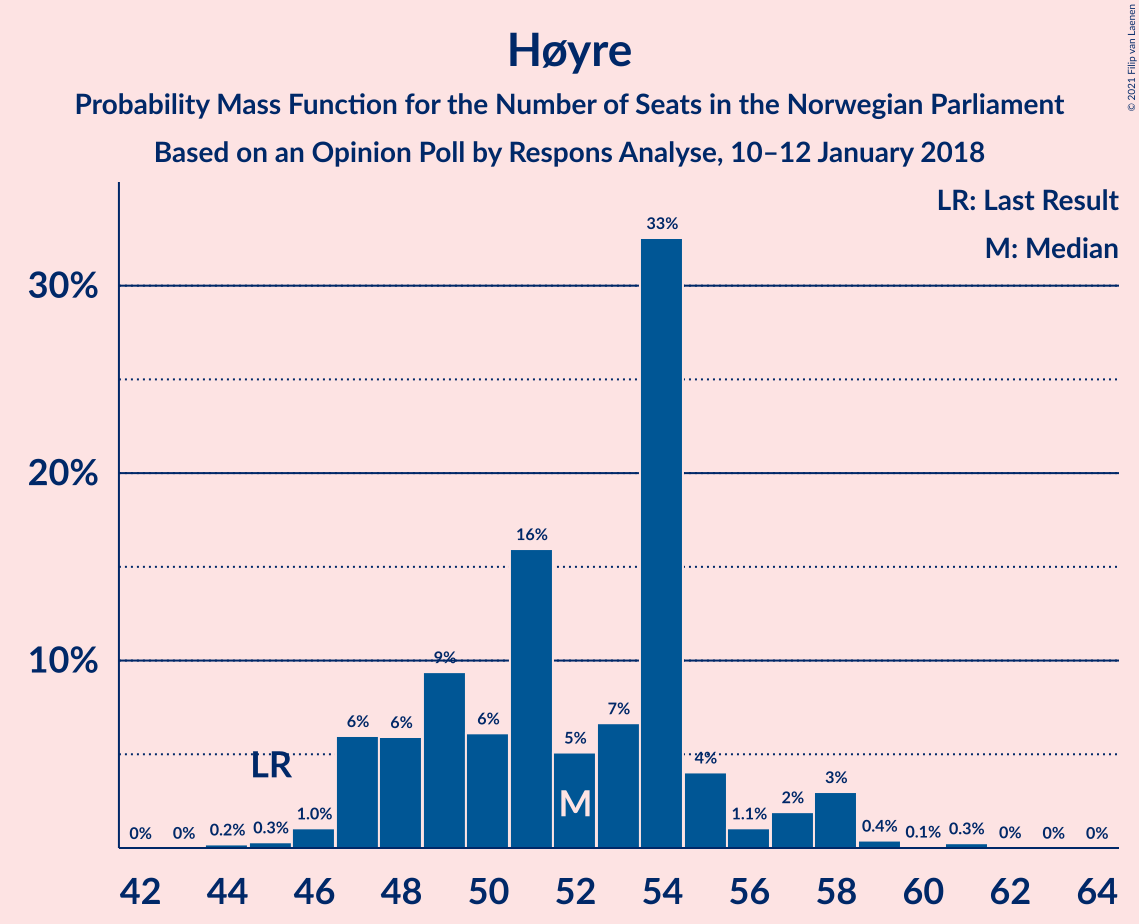 Høyre
Probability Mass Function for the Number of Seats in the Norwegian Parliament
Based on an Opinion Poll by Respons Analyse, 10–12 January 2018
© 2021 Filip van Laenen
LR: Last Result
M: Median
30%
20%
10%
0%
0%
0.2%
0.3%
LR
1.0%
6%
6%
9%
6%
16%
5%
M
7%
33%
4%
1.1%
2%
3%
0.4%
0.1%
0.3%
0%
0%
0%
42 44 46 48 50 52 54 56 58 60 62 64